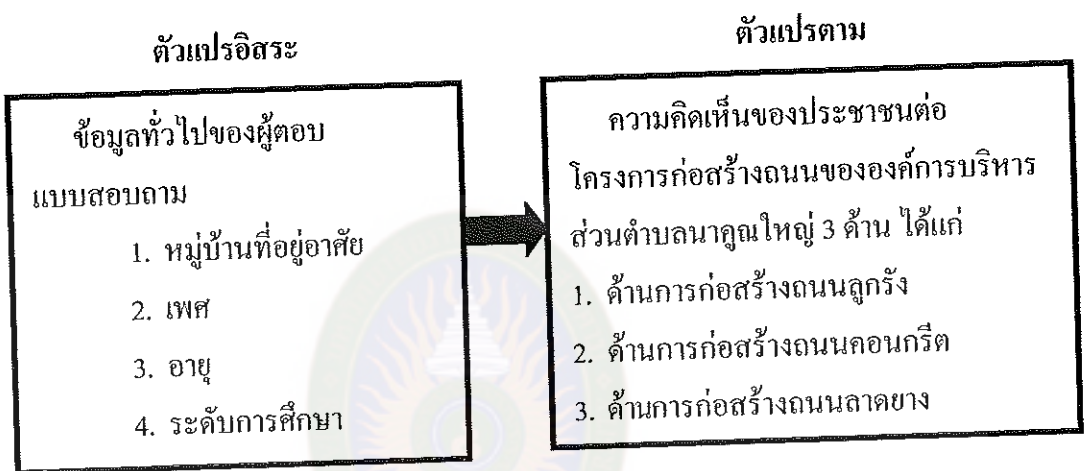 ตัวแปรอิสระ
ข้อมูลทั่วไปของผู้ตอบ
แบบสอบถาม
1. หมู่บ้านที่อยู่อาศัย
2. เพศ
3. อายุ
4. ระดับการศึกษา
ตัวแปรตาม
ความคิดเห็นของประชาชนต่อ
โครงการก่อสร้างถนนขององค์การบริหาร
ส่วนตำบลนาคูณใหญ่ 3 ด้าน ได้แก่
1. ด้านการก่อสร้างถนนลูกรัง
2. ด้านการก่อสร้างถนนคอนกรีต
3. ด้านการก่อสร้างถนนลาดยาง